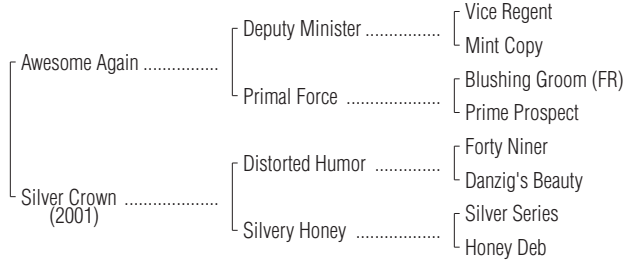 Vice Regent
Deputy Minister ..................
Mint Copy
Awesome Again ...............
Blushing Groom (FR)
Primal Force ...................
Prime Prospect
Forty Niner
Distorted Humor .............
Danzig's Beauty
Silver Crown ...................
(2001)
Silver Series
Silvery Honey .................
Honey Deb